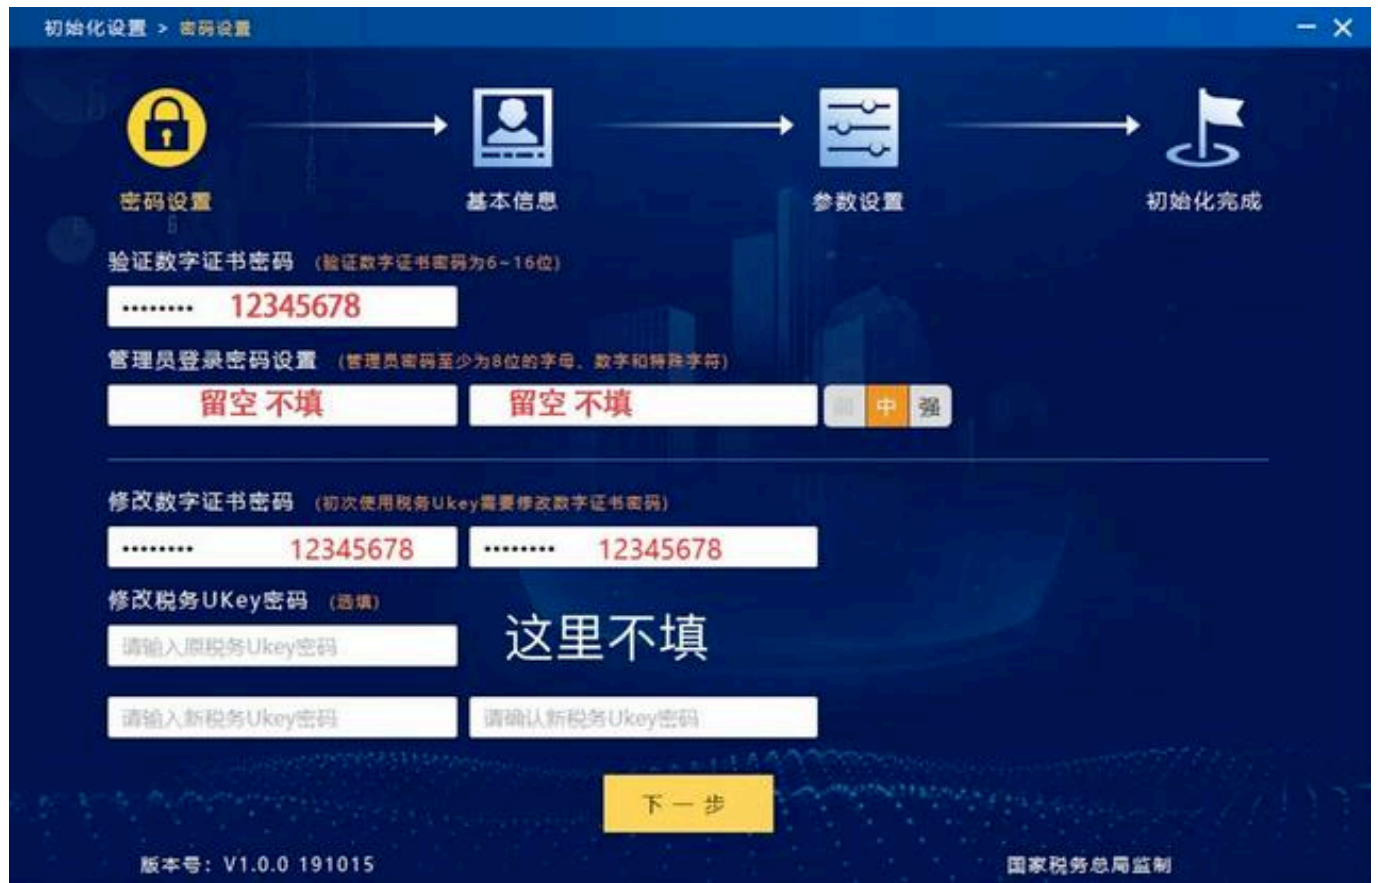 初始化设置 > 密码设置
密码设置
基本信息
参数设置
初始化完成
验证数字证书密码 (验证数字证书密码为6~16位)
•••••••• 12345678
管理员登录密码设置 (管理员密码至少为8位的字母、数字和特殊字符)
留空 不填 留空 不填 中 强
修改数字证书密码 (初次使用税务Ukey需要修改数字证书密码)
•••••••• 12345678 •••••••• 12345678
修改税务UKey密码 (选填)
请输入原税务Ukey密码 这里不填
请输入新税务Ukey密码 请确认新税务Ukey密码
下一步
版本号: V1.0.0 191015 国家税务总局监制